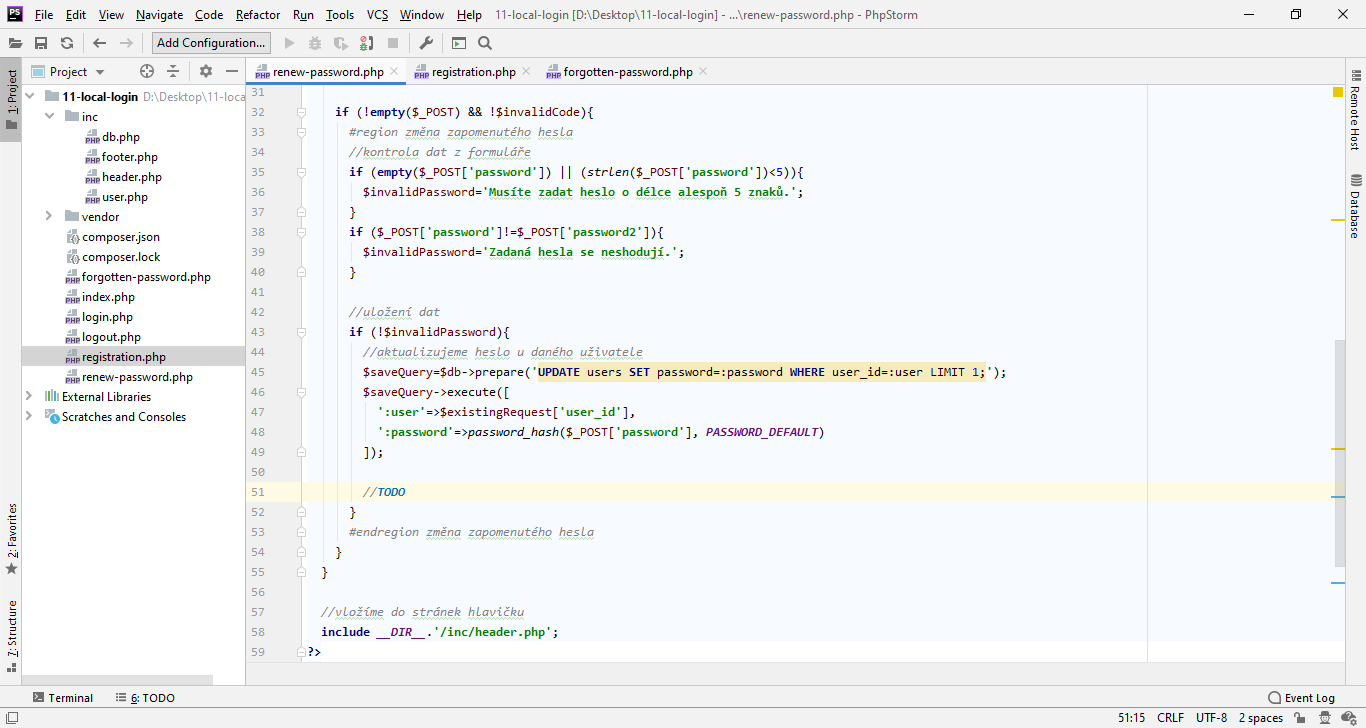 PS File Edit View Navigate Code Refactor Run Tools VCS Window Help 11-local-login [D:\Desktop\11-local-login] - ...\renew-password.php - PhpStorm
Add Configuration...
1: Project
Project
renew-password.php registration.php forgotten-password.php
11-local-login D:\Desktop\11-loca
inc
db.php
footer.php
header.php
user.php
vendor
composer.json
composer.lock
forgotten-password.php
index.php
login.php
logout.php
registration.php
renew-password.php
External Libraries
Scratches and Consoles
2: Favorites
7: Structure
31
32 if (!empty($_POST) && !$invalidCode){
33 #region změna zapomenutého hesla
34 //kontrola dat z formuláře
35 if (empty($_POST['password']) || (strlen($_POST['password'])<5)){
36 $invalidPassword='Musíte zadat heslo o délce alespoň 5 znaků.';
37 }
38 if ($_POST['password']!=$_POST['password2']){
39 $invalidPassword='Zadaná hesla se neshodují.';
40 }
41
42 //uložení dat
43 if (!$invalidPassword){
44 //aktualizujeme heslo u daného uživatele
45 $saveQuery=$db->prepare('UPDATE users SET password=:password WHERE user_id=:user LIMIT 1;');
46 $saveQuery->execute([
47 ':user'=>$existingRequest['user_id'],
48 ':password'=>password_hash($_POST['password'], PASSWORD_DEFAULT)
49 ]);
50
51 //TODO
52 }
53 #endregion změna zapomenutého hesla
54 }
55 }
56
57 //vložíme do stránek hlavičku
58 include __DIR__.'/inc/header.php';
59 ?>
Remote Host
Database
Terminal 6: TODO Event Log
51:15 CRLF UTF-8 2 spaces